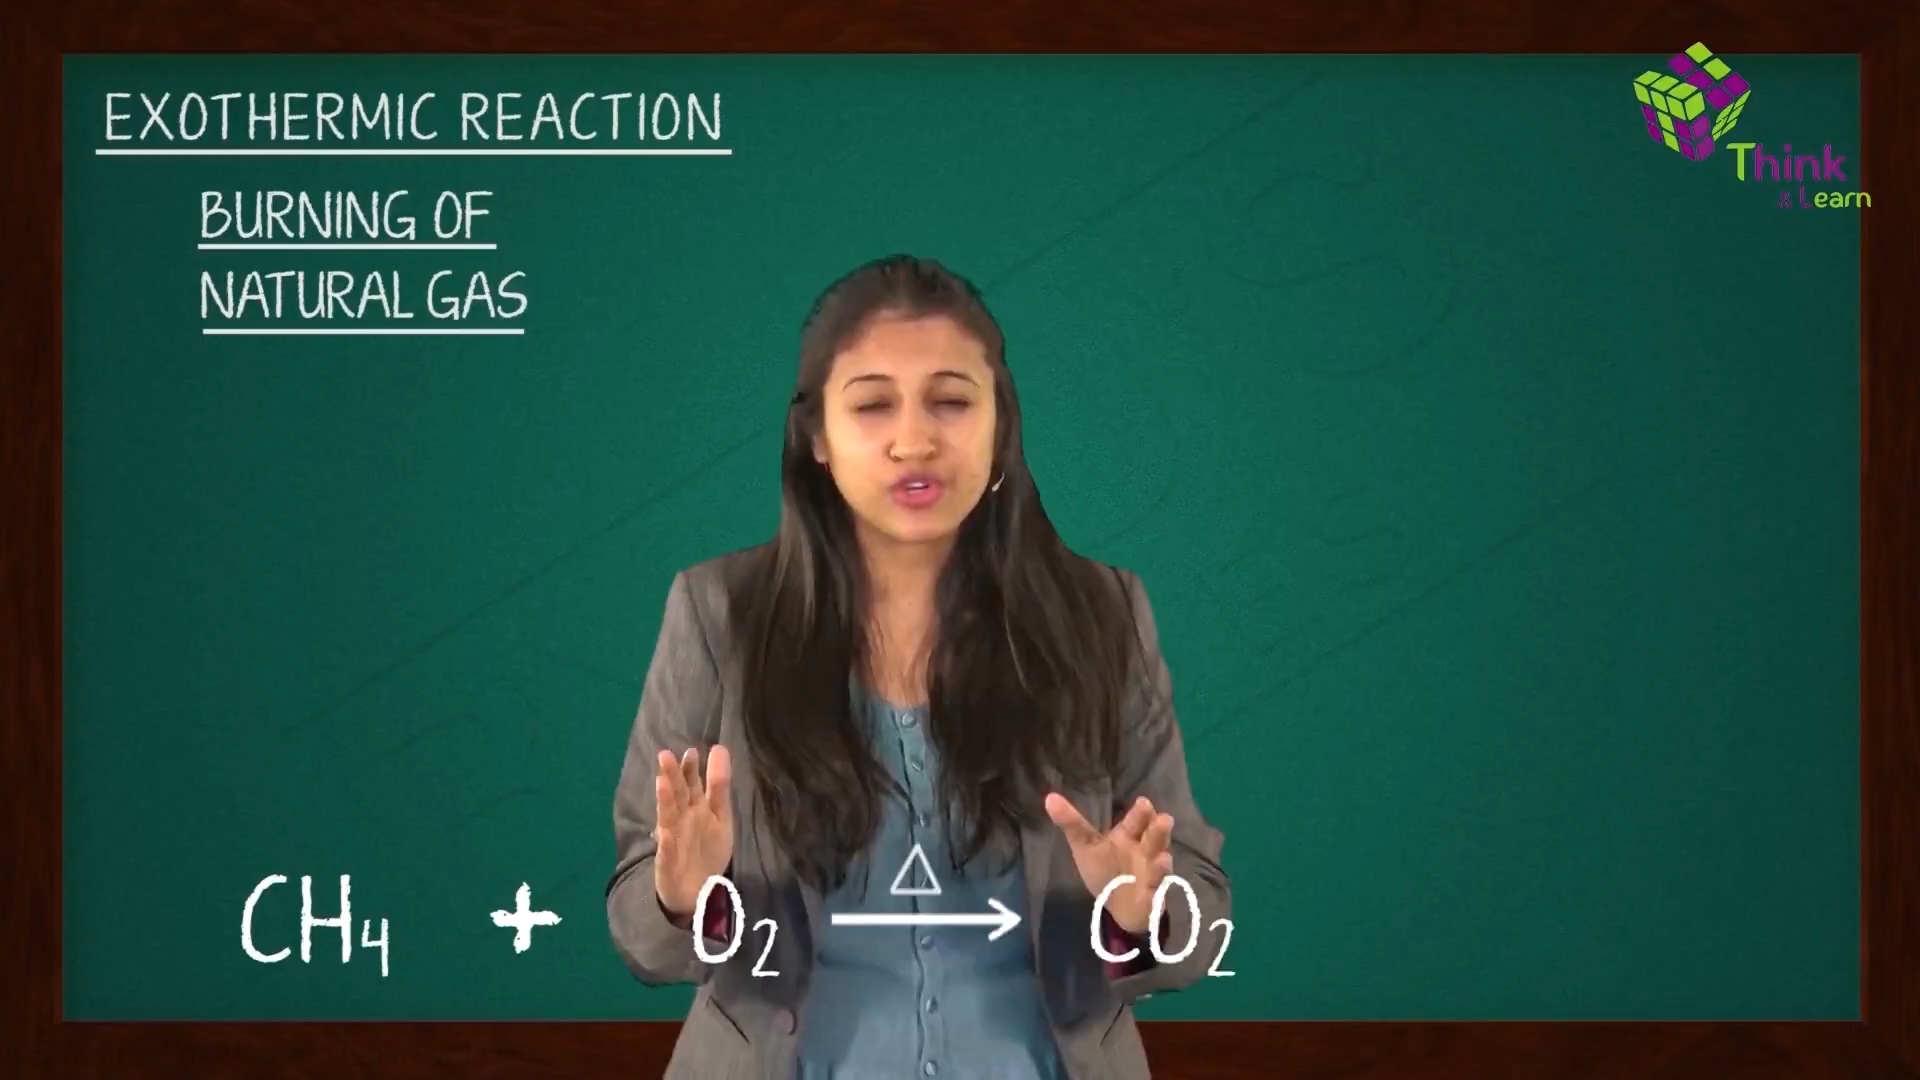 EXOTHERMIC REACTION
BURNING OF
NATURAL GAS
Think
& Learn
△
CH₄ + O₂ → CO₂